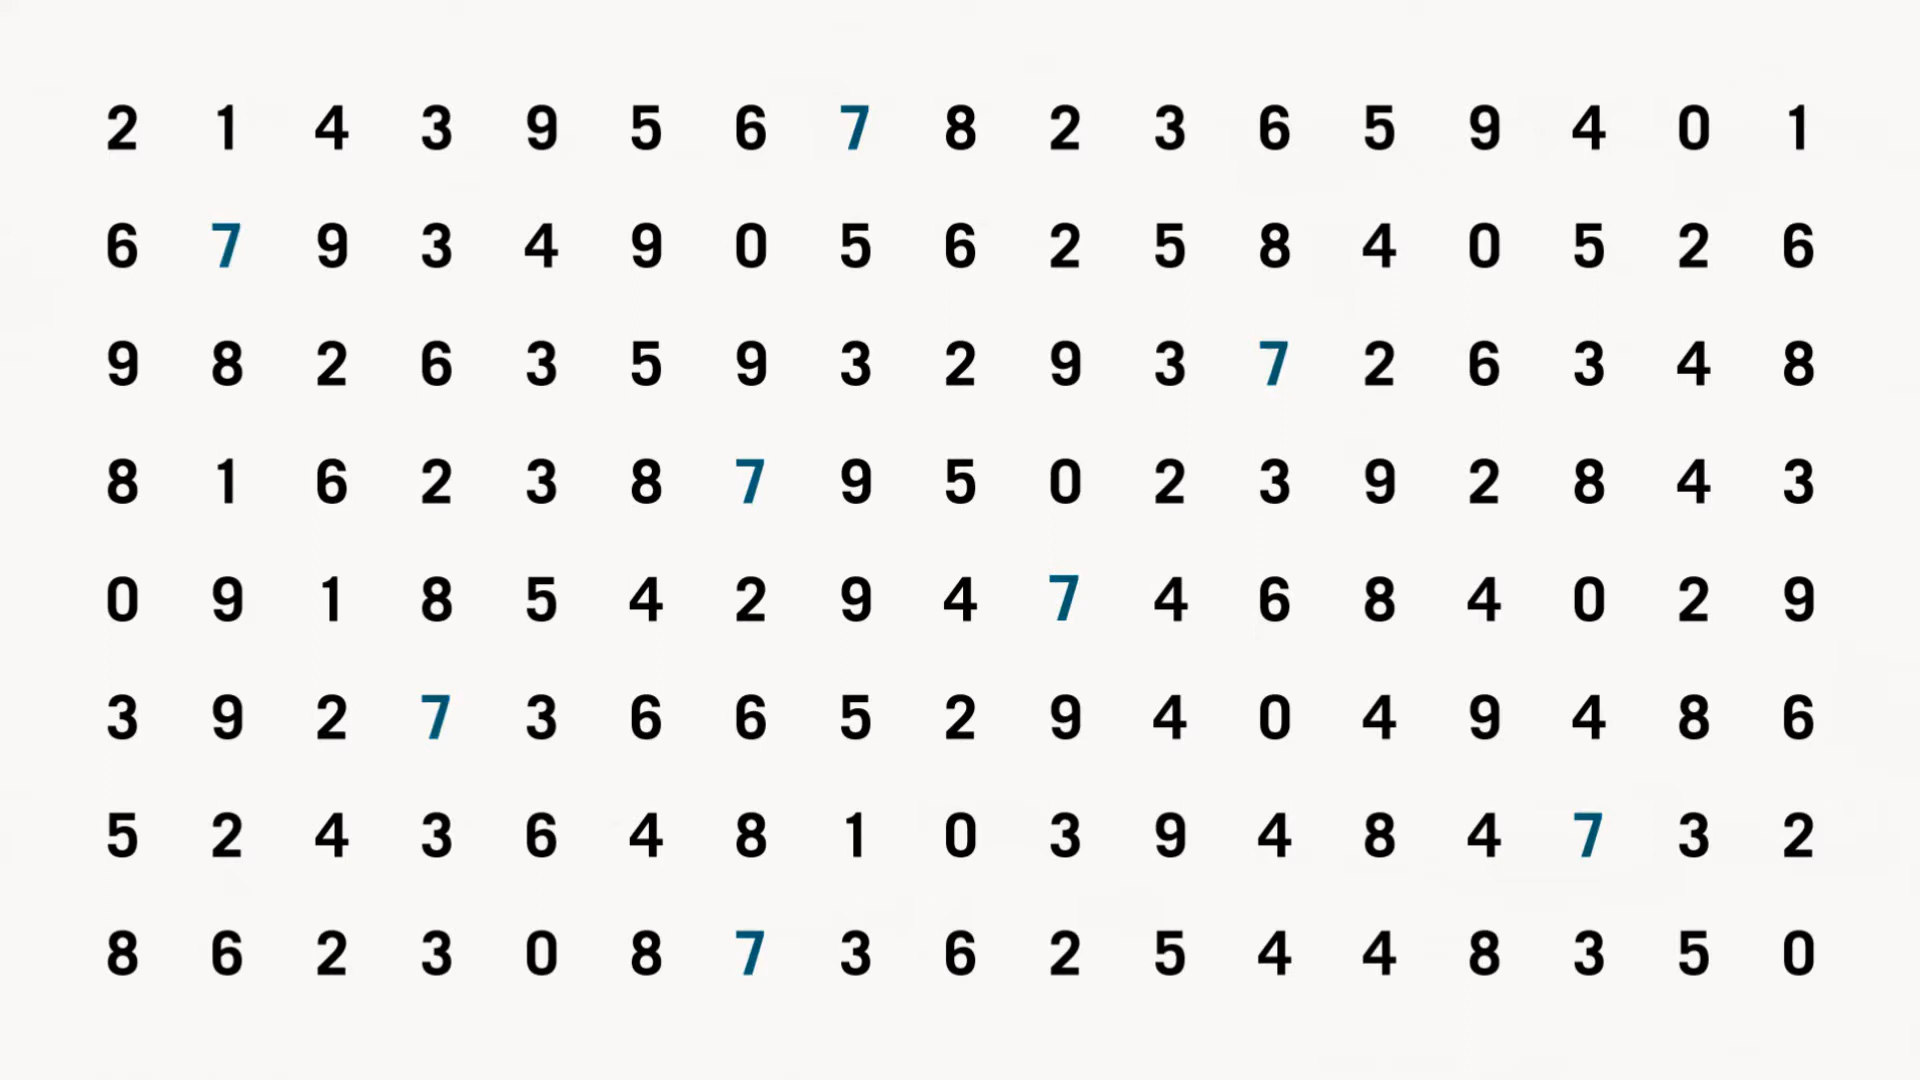 2 1 4 3 9 5 6 7 8 2 3 6 5 9 4 0 1
6 7 9 3 4 9 0 5 6 2 5 8 4 0 5 2 6
9 8 2 6 3 5 9 3 2 9 3 7 2 6 3 4 8
8 1 6 2 3 8 7 9 5 0 2 3 9 2 8 4 3
0 9 1 8 5 4 2 9 4 7 4 6 8 4 0 2 9
3 9 2 7 3 6 6 5 2 9 4 0 4 9 4 8 6
5 2 4 3 6 4 8 1 0 3 9 4 8 4 7 3 2
8 6 2 3 0 8 7 3 6 2 5 4 4 8 3 5 0